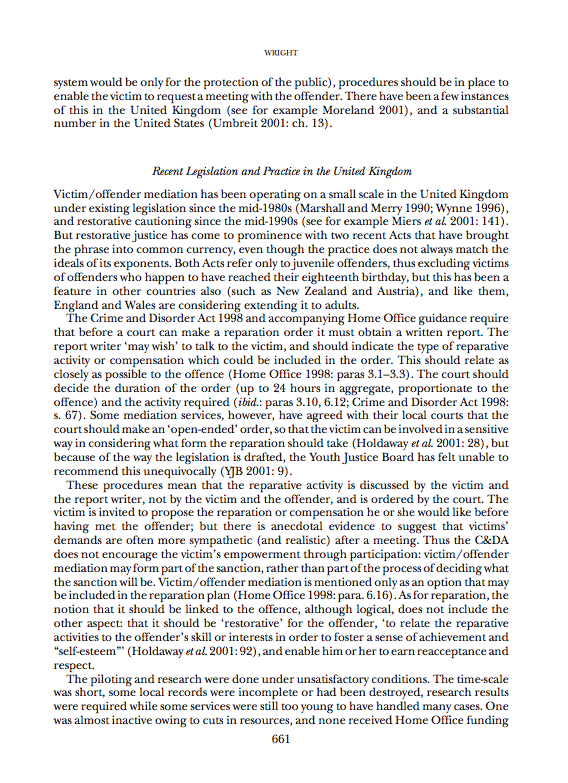 WRIGHT
system would be only for the protection of the public), procedures should be in place to
enable the victim to request a meeting with the offender. There have been a few instances
of this in the United Kingdom (see for example Moreland 2001), and a substantial
number in the United States (Umbreit 2001: ch. 13).
Recent Legislation and Practice in the United Kingdom
Victim/offender mediation has been operating on a small scale in the United Kingdom
under existing legislation since the mid-1980s (Marshall and Merry 1990; Wynne 1996),
and restorative cautioning since the mid-1990s (see for example Miers et al. 2001: 141).
But restorative justice has come to prominence with two recent Acts that have brought
the phrase into common currency, even though the practice does not always match the
ideals of its exponents. Both Acts refer only to juvenile offenders, thus excluding victims
of offenders who happen to have reached their eighteenth birthday, but this has been a
feature in other countries also (such as New Zealand and Austria), and like them,
England and Wales are considering extending it to adults.
The Crime and Disorder Act 1998 and accompanying Home Office guidance require
that before a court can make a reparation order it must obtain a written report. The
report writer ‘may wish’ to talk to the victim, and should indicate the type of reparative
activity or compensation which could be included in the order. This should relate as
closely as possible to the offence (Home Office 1998: paras 3.1–3.3). The court should
decide the duration of the order (up to 24 hours in aggregate, proportionate to the
offence) and the activity required (ibid.: paras 3.10, 6.12; Crime and Disorder Act 1998:
s. 67). Some mediation services, however, have agreed with their local courts that the
court should make an ‘open-ended’ order, so that the victim can be involved in a sensitive
way in considering what form the reparation should take (Holdaway et al. 2001: 28), but
because of the way the legislation is drafted, the Youth Justice Board has felt unable to
recommend this unequivocally (YJB 2001: 9).
These procedures mean that the reparative activity is discussed by the victim and
the report writer, not by the victim and the offender, and is ordered by the court. The
victim is invited to propose the reparation or compensation he or she would like before
having met the offender; but there is anecdotal evidence to suggest that victims’
demands are often more sympathetic (and realistic) after a meeting. Thus the C&DA
does not encourage the victim’s empowerment through participation: victim/offender
mediation may form part of the sanction, rather than part of the process of deciding what
the sanction will be. Victim/offender mediation is mentioned only as an option that may
be included in the reparation plan (Home Office 1998: para. 6.16). As for reparation, the
notion that it should be linked to the offence, although logical, does not include the
other aspect: that it should be ‘restorative’ for the offender, ‘to relate the reparative
activities to the offender’s skill or interests in order to foster a sense of achievement and
“self-esteem”’ (Holdaway et al. 2001: 92), and enable him or her to earn reacceptance and
respect.
The piloting and research were done under unsatisfactory conditions. The time-scale
was short, some local records were incomplete or had been destroyed, research results
were required while some services were still too young to have handled many cases. One
was almost inactive owing to cuts in resources, and none received Home Office funding
661